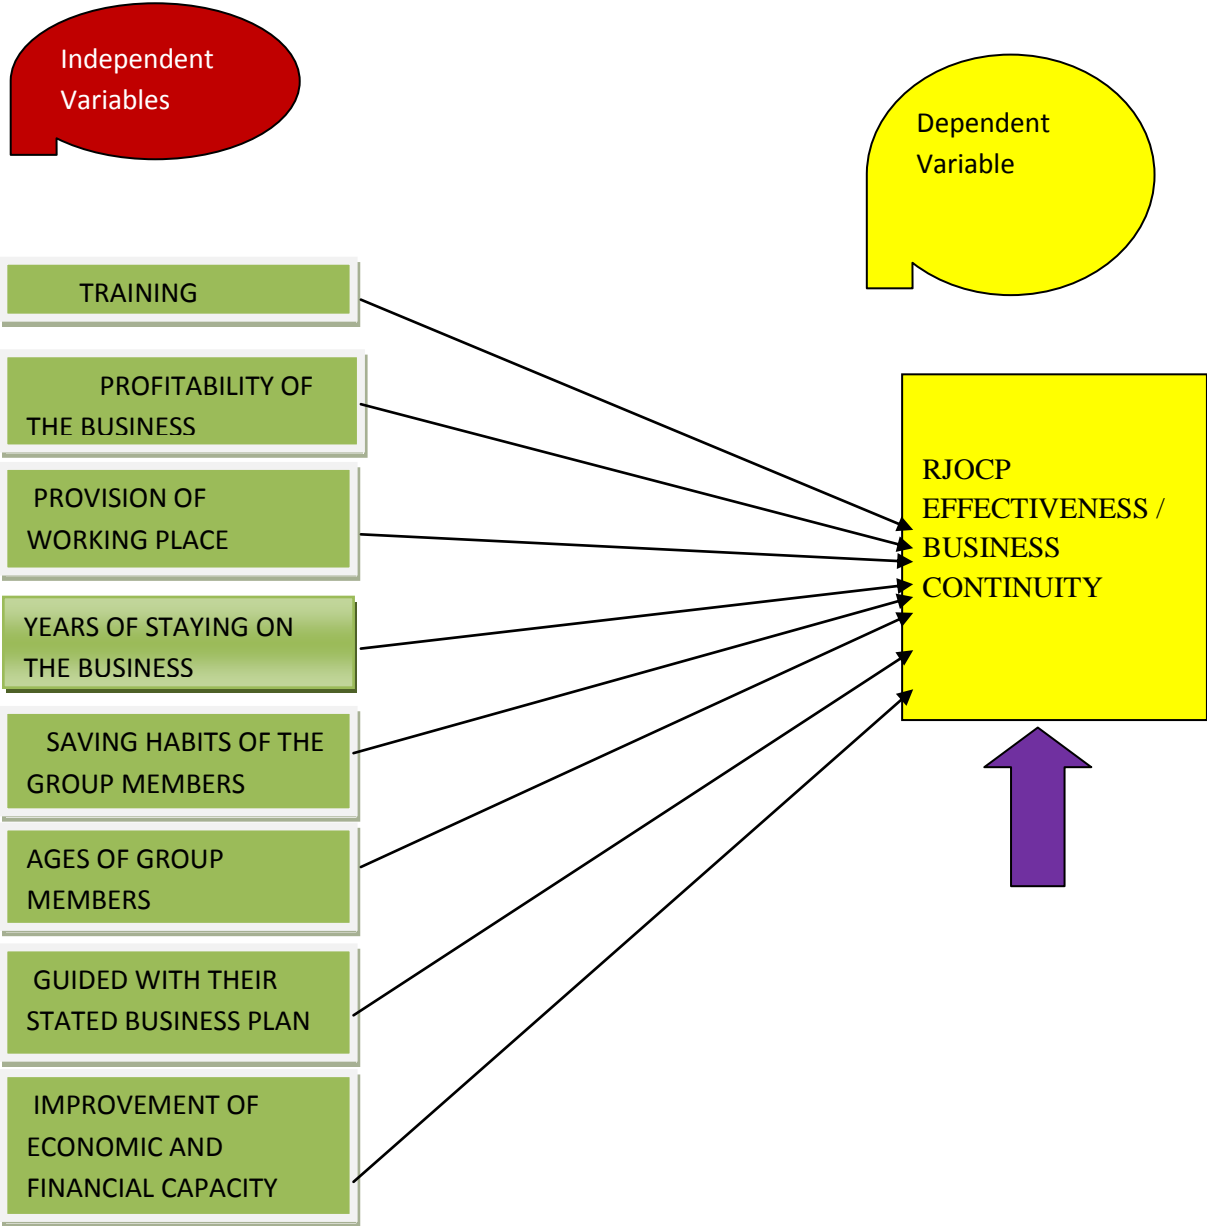 Independent
Variables
Dependent
Variable
TRAINING
PROFITABILITY OF
THE BUSINESS
PROVISION OF
WORKING PLACE
YEARS OF STAYING ON
THE BUSINESS
SAVING HABITS OF THE
GROUP MEMBERS
AGES OF GROUP
MEMBERS
GUIDED WITH THEIR
STATED BUSINESS PLAN
IMPROVEMENT OF
ECONOMIC AND
FINANCIAL CAPACITY
RJOCP
EFFECTIVENESS /
BUSINESS
CONTINUITY